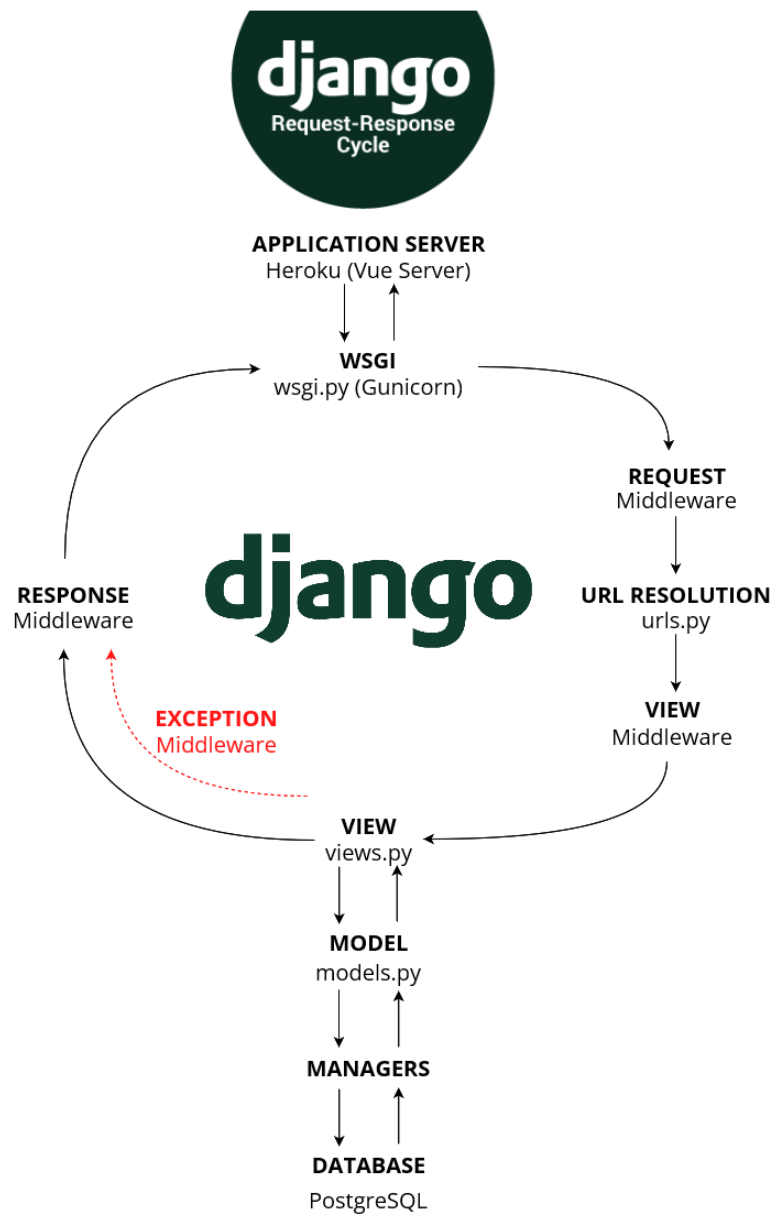 django
Request-Response
Cycle
APPLICATION SERVER
Heroku (Vue Server)
WSGI
wsgi.py (Gunicorn)
REQUEST
Middleware
URL RESOLUTION
urls.py
VIEW
Middleware
django
RESPONSE
Middleware
EXCEPTION
Middleware
VIEW
views.py
MODEL
models.py
MANAGERS
DATABASE
PostgreSQL